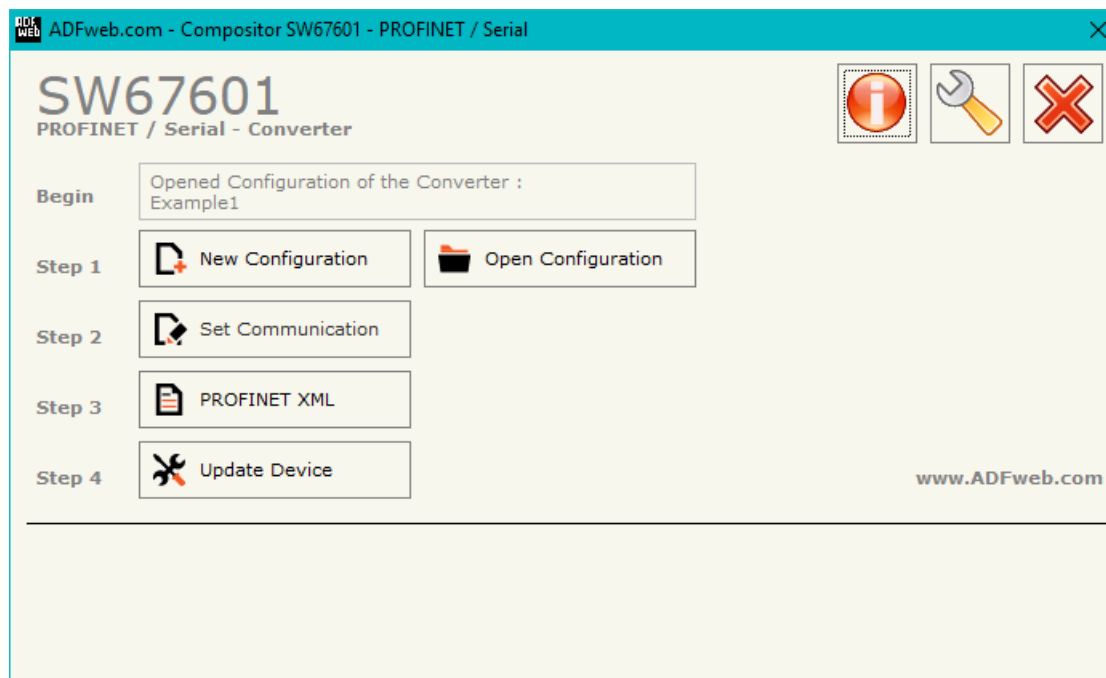 ADF
WEB
ADFweb.com - Compositor SW67601 - PROFINET / Serial
SW67601
PROFINET / Serial - Converter
Begin
Opened Configuration of the Converter :
Example1
Step 1
New Configuration
Open Configuration
Step 2
Set Communication
Step 3
PROFINET XML
Step 4
Update Device
www.ADFweb.com